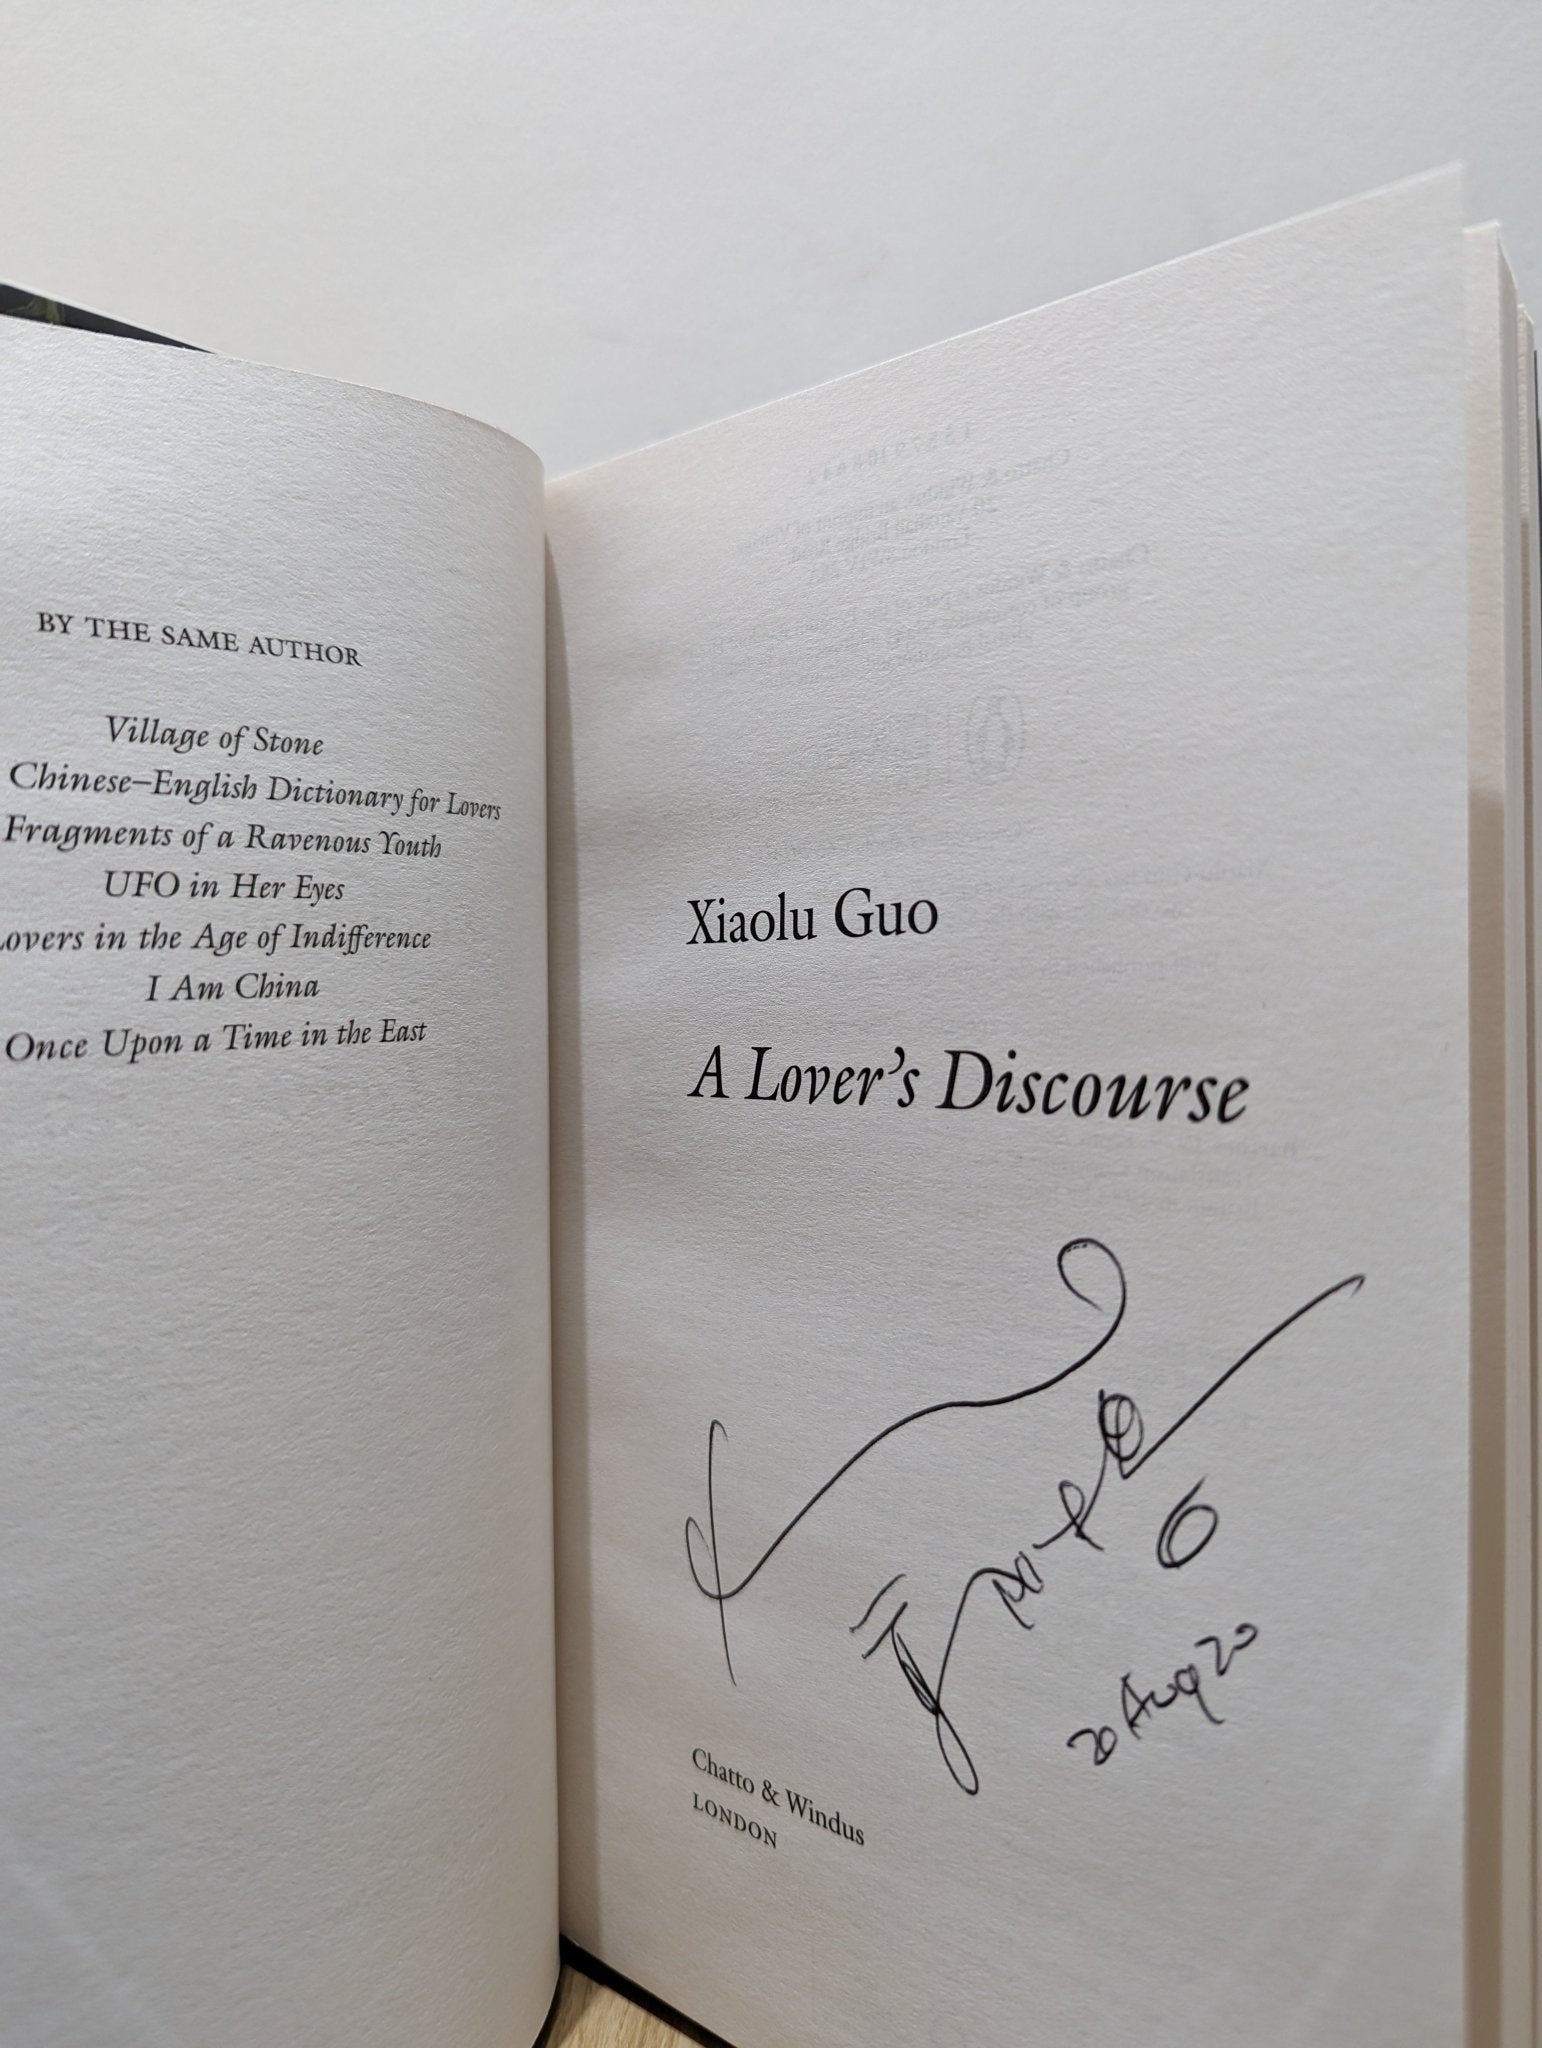 BY THE SAME AUTHOR
Village of Stone
Chinese–English Dictionary for Lovers
Fragments of a Ravenous Youth
UFO in Her Eyes
overs in the Age of Indifference
I Am China
Once Upon a Time in the East
Xiaolu Guo
A Lover's Discourse
20 Aug 20
Chatto & Windus
LONDON